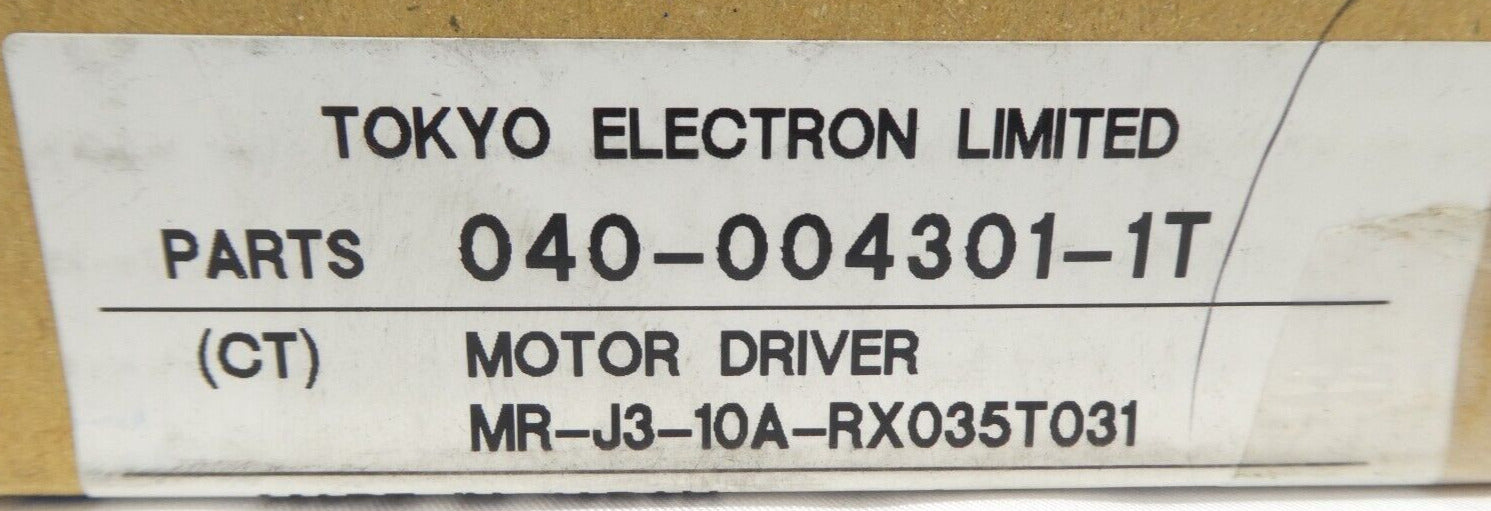 TOKYO ELECTRON LIMITED
PARTS 040-004301-1T
(CT) MOTOR DRIVER
MR-J3-10A-RX035T031